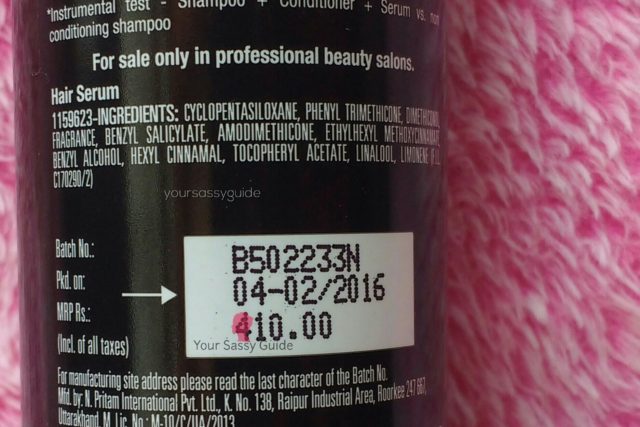 *Instrumental test - Shampoo + Conditioner + Serum vs. non
conditioning shampoo
For sale only in professional beauty salons.
Hair Serum
1159623-INGREDIENTS: CYCLOPENTASILOXANE, PHENYL TRIMETHICONE, DIMETHICONOL,
FRAGRANCE, BENZYL SALICYLATE, AMODIMETHICONE, ETHYLHEXYL METHOXYCINNAMATE,
BENZYL ALCOHOL, HEXYL CINNAMAL, TOCOPHERYL ACETATE, LINALOOL, LIMONENE
C170290/2)
yoursassyguide
Batch No.: B502233N
Pkd. on: 04-02/2016
MRP Rs.: 410.00
(Incl. of all taxes)
Your Sassy Guide
For manufacturing site address please read the last character of the Batch No.
Mfd. by: N. Pritam International Pvt. Ltd., K. No. 138, Raipur Industrial Area, Roorkee 247 667,
Uttarakhand. M. Lic. No.: M-10/C/UA/2013